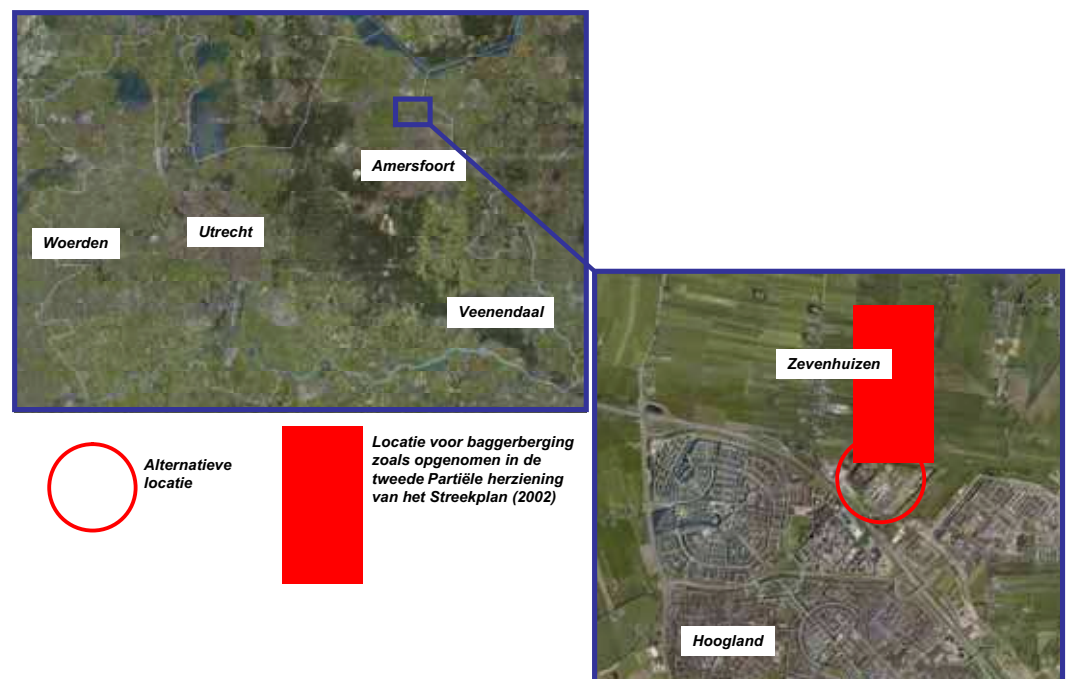 Amersfoort
Utrecht
Woerden
Veenendaal
Zevenhuizen
Alternatieve
locatie
Locatie voor baggerberging
zoals opgenomen in de
tweede Partiële herziening
van het Streekplan (2002)
Hoogland